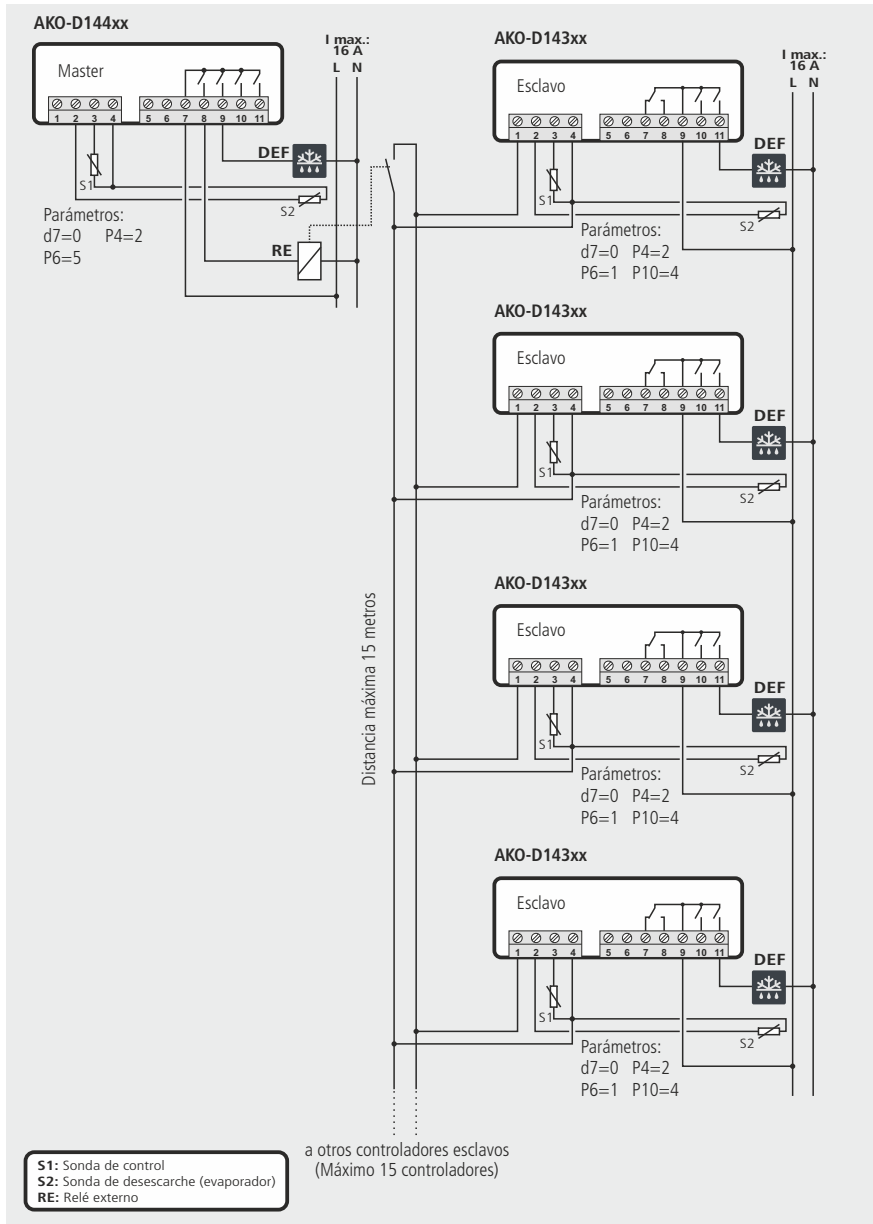 AKO-D144xx
I max.:
16 A
L N
Master
1 2 3 4 5 6 7 8 9 10 11
DEF
S1
S2
Parámetros:
d7=0 P4=2
P6=5
RE
AKO-D143xx
I max.:
16 A
L N
Esclavo
1 2 3 4 5 6 7 8 9 10 11
DEF
S1
S2
Parámetros:
d7=0 P4=2
P6=1 P10=4
AKO-D143xx
Esclavo
1 2 3 4 5 6 7 8 9 10 11
DEF
S1
S2
Parámetros:
d7=0 P4=2
P6=1 P10=4
Distancia máxima 15 metros
AKO-D143xx
Esclavo
1 2 3 4 5 6 7 8 9 10 11
DEF
S1
S2
Parámetros:
d7=0 P4=2
P6=1 P10=4
AKO-D143xx
Esclavo
1 2 3 4 5 6 7 8 9 10 11
DEF
S1
S2
Parámetros:
d7=0 P4=2
P6=1 P10=4
a otros controladores esclavos
(Máximo 15 controladores)
S1: Sonda de control
S2: Sonda de desescarche (evaporador)
RE: Relé externo